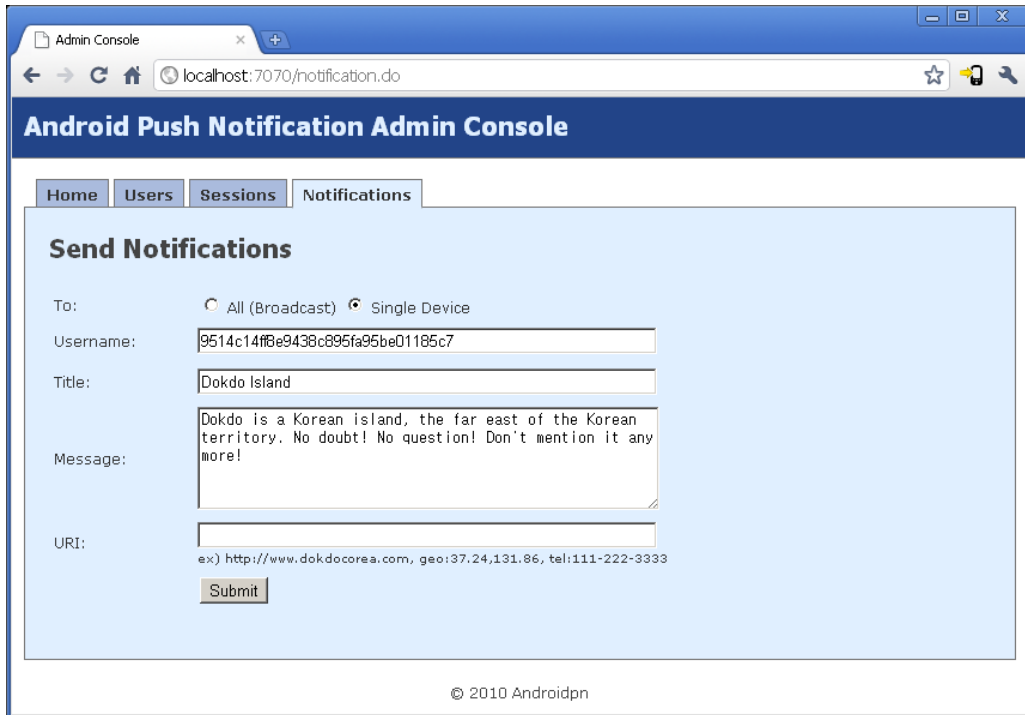 Admin Console
localhost:7070/notification.do
Android Push Notification Admin Console
Home Users Sessions Notifications
Send Notifications
To: All (Broadcast) Single Device
Username: 9514c14ff8e9438c895fa95be01185c7
Title: Dokdo Island
Message:
Dokdo is a Korean island, the far east of the Korean
territory. No doubt! No question! Don't mention it any
more!
URI:
ex) http://www.dokdocorea.com, geo:37.24,131.86, tel:111-222-3333
Submit
© 2010 Androidpn